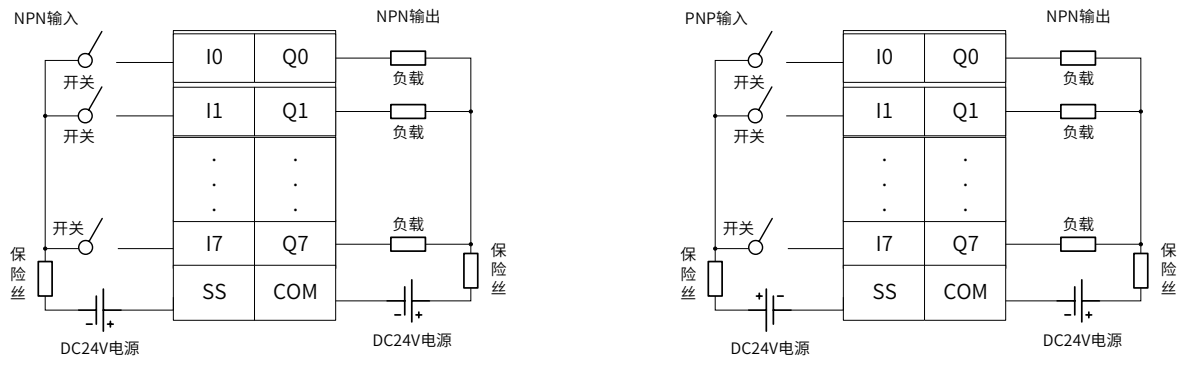 NPN输入
NPN输出
开关
I0
Q0
负载
开关
I1
Q1
负载
.
.
.
.
.
.
开关
I7
Q7
负载
保险丝
SS
COM
保险丝
- +
DC24V电源
- +
DC24V电源
PNP输入
NPN输出
开关
I0
Q0
负载
开关
I1
Q1
负载
.
.
.
.
.
.
开关
I7
Q7
负载
保险丝
SS
COM
保险丝
+ -
DC24V电源
- +
DC24V电源